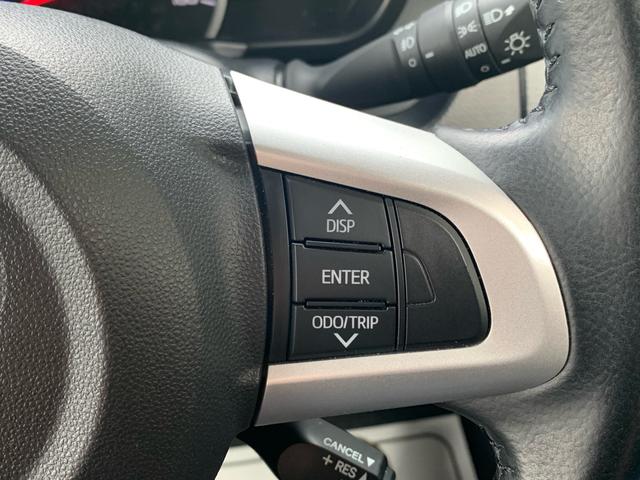 AUTO
DISP
ENTER
ODO/TRIP
CANCEL
+RES